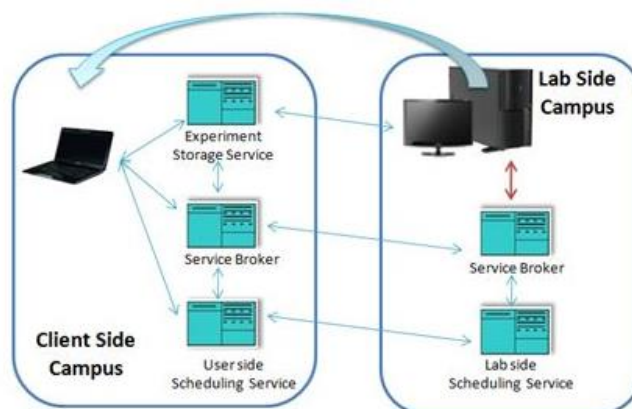 Lab Side
Campus
Experiment
Storage Service
Service Broker
Service Broker
Client Side
Campus
User side
Scheduling Service
Lab side
Scheduling Service